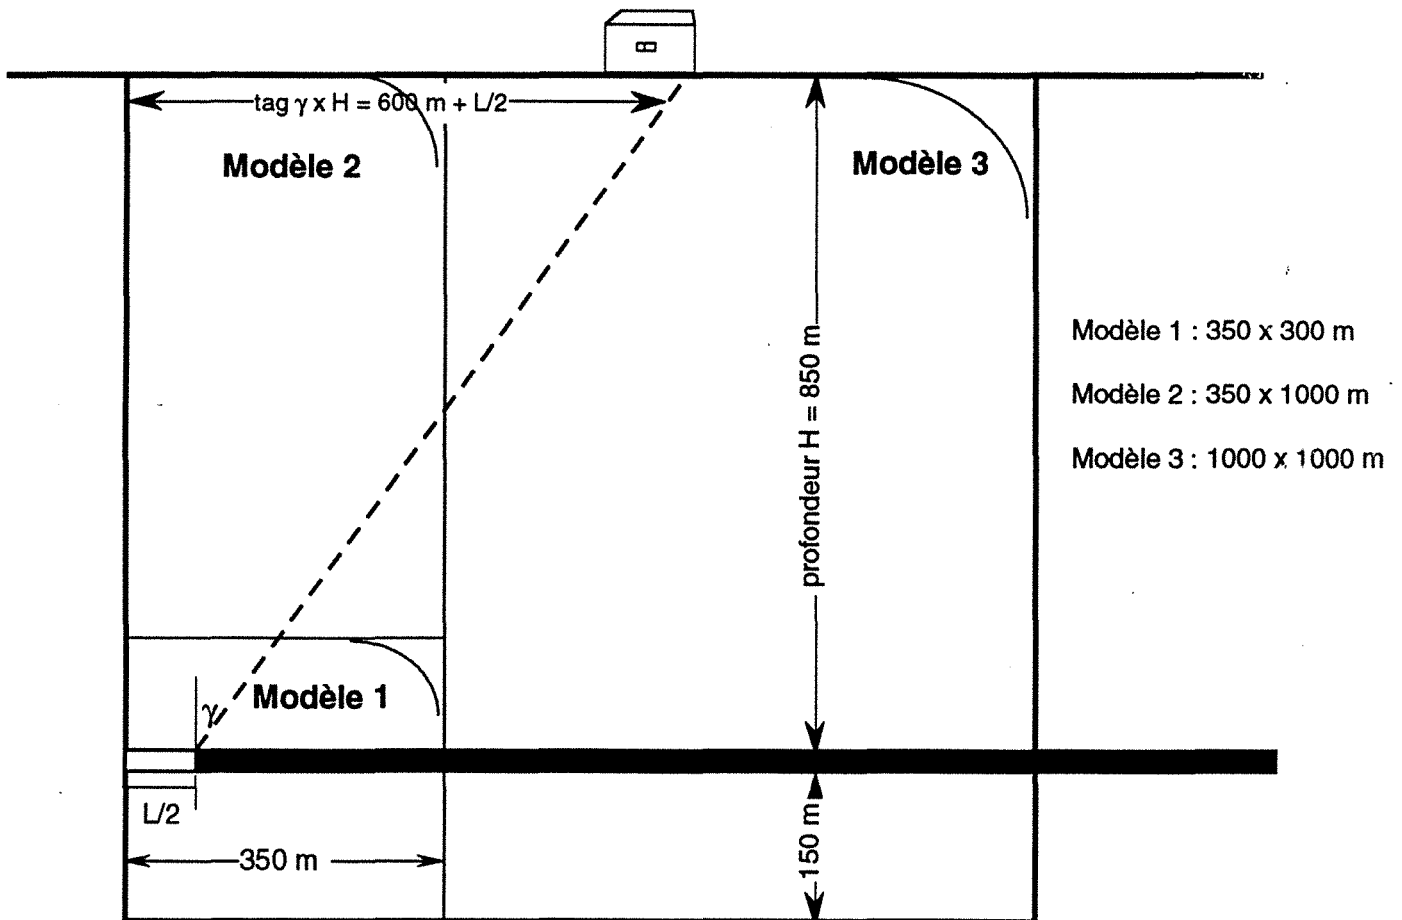 tag γ x H = 600 m + L/2
Modèle 2
Modèle 3
profondeur H = 850 m
Modèle 1 : 350 x 300 m
Modèle 2 : 350 x 1000 m
Modèle 3 : 1000 x 1000 m
γ
Modèle 1
L/2
350 m
150 m